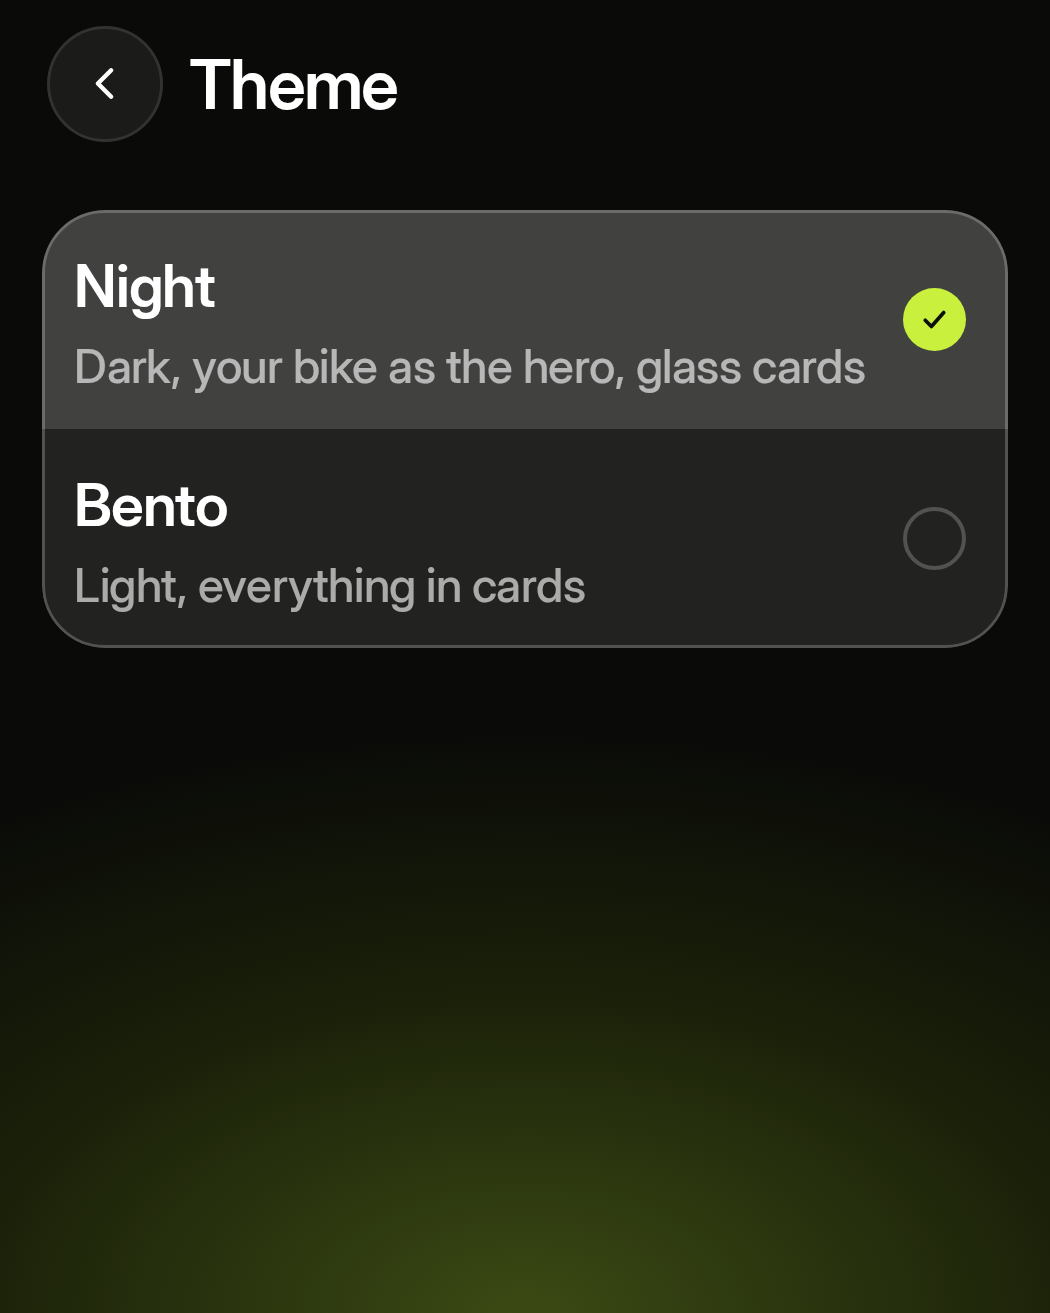 Theme
Night
Dark, your bike as the hero, glass cards
Bento
Light, everything in cards